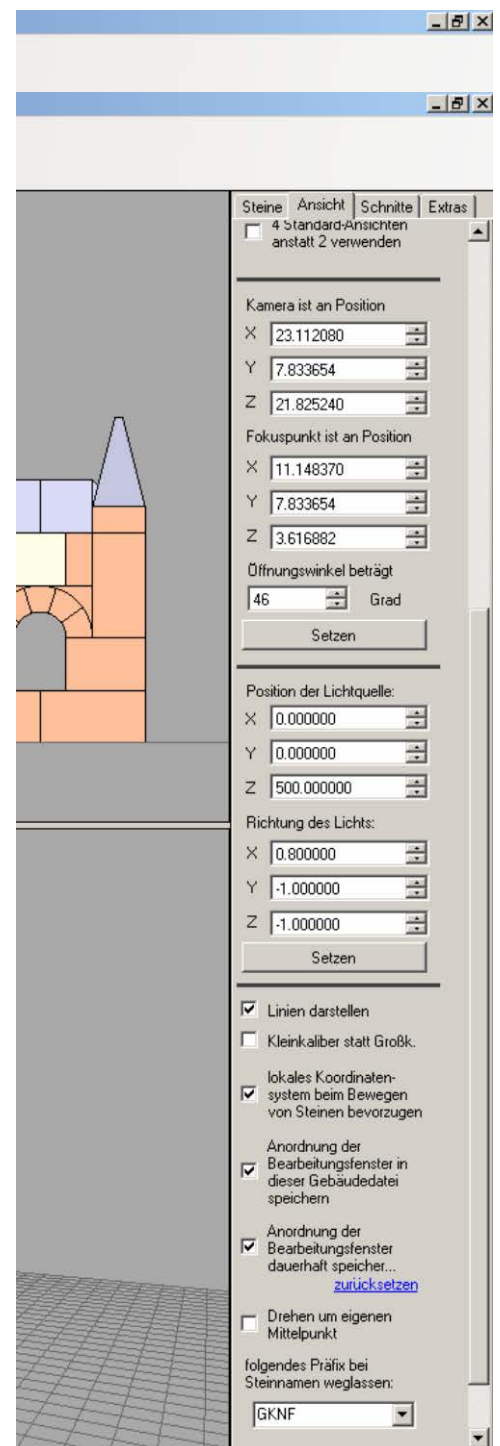 Steine Ansicht Schnitte Extras
4 Standard-Ansichten
anstatt 2 verwenden
Kamera ist an Position
X 23.112080
Y 7.833654
Z 21.825240
Fokuspunkt ist an Position
X 11.148370
Y 7.833654
Z 3.616882
Öffnungswinkel beträgt
46 Grad
Setzen
Position der Lichtquelle:
X 0.000000
Y 0.000000
Z 500.000000
Richtung des Lichts:
X 0.800000
Y -1.000000
Z -1.000000
Setzen
Linien darstellen
Kleinkaliber statt Großk.
lokales Koordinaten-
system beim Bewegen
von Steinen bevorzugen
Anordnung der
Bearbeitungsfenster in
dieser Gebäudedatei
speichern
Anordnung der
Bearbeitungsfenster
dauerhaft speicher...
zurücksetzen
Drehen um eigenen
Mittelpunkt
folgendes Präfix bei
Steinnamen weglassen:
GKNF